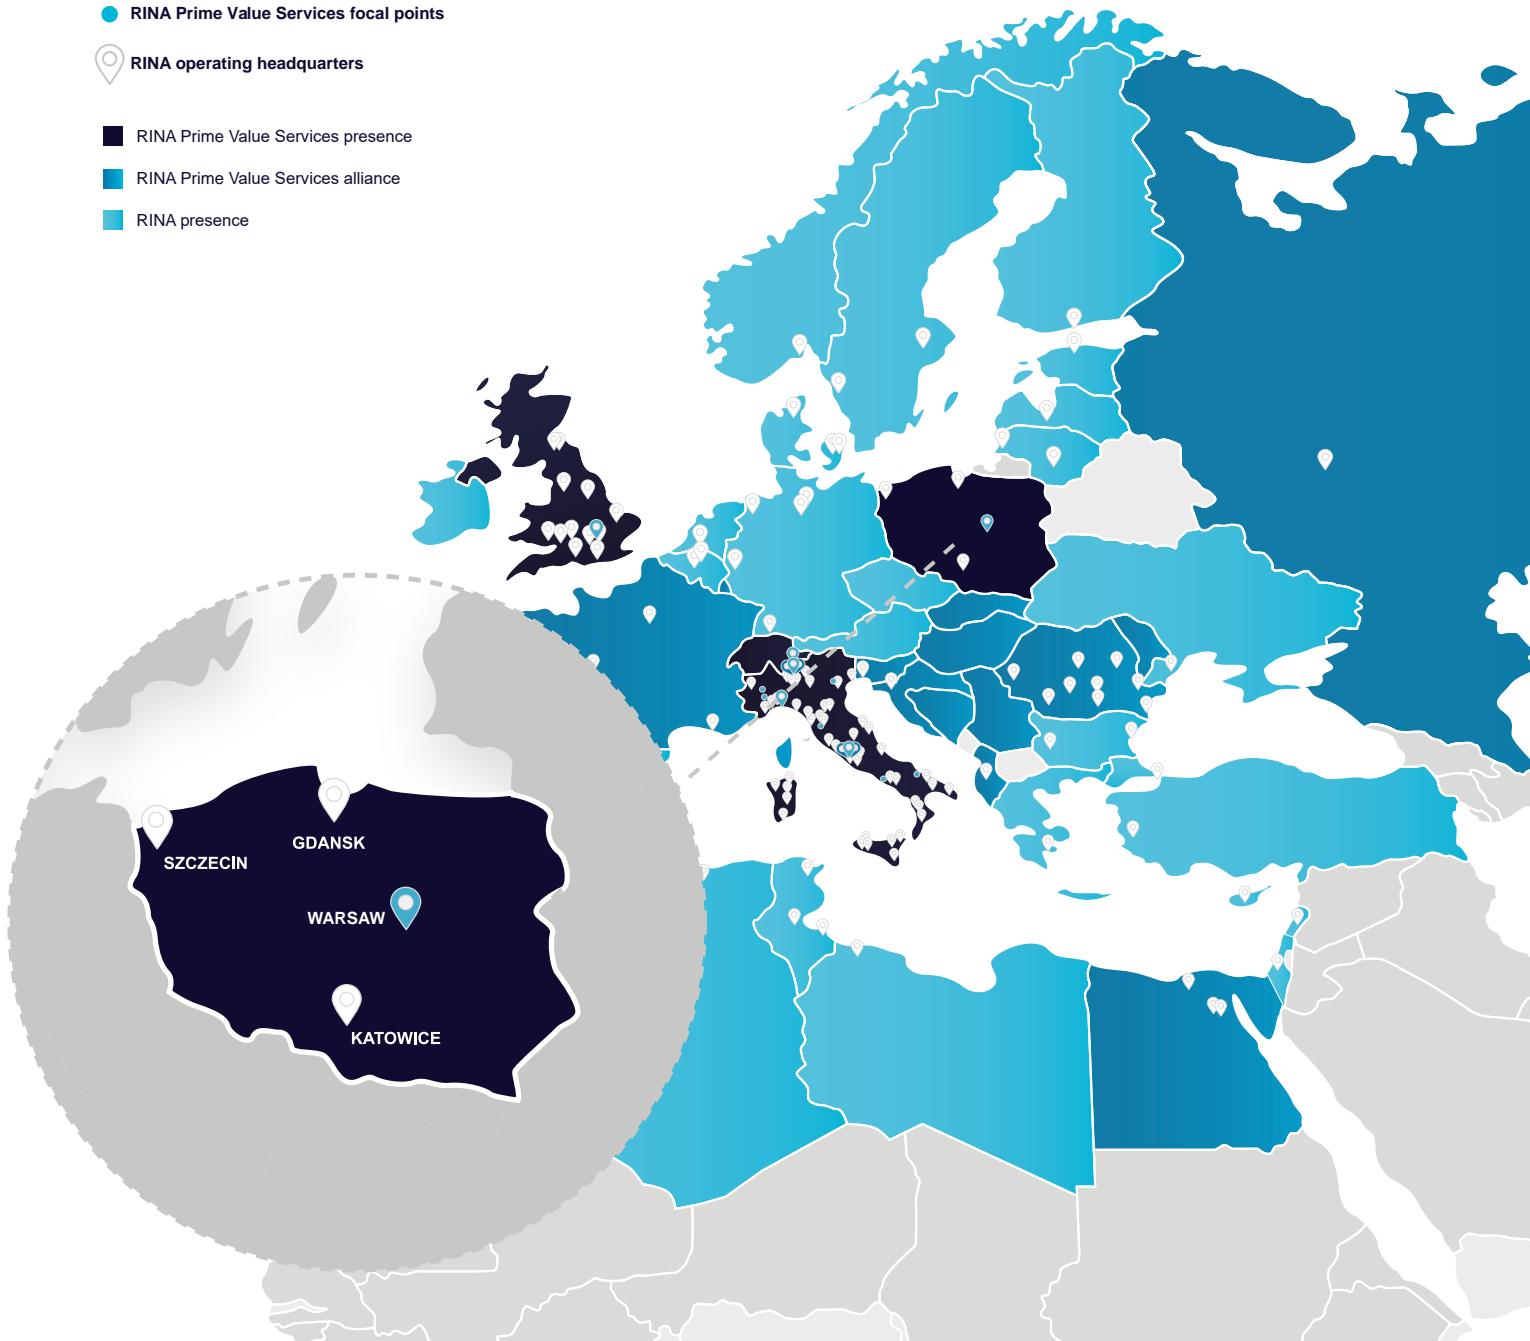 RINA Prime Value Services focal points
RINA operating headquarters
RINA Prime Value Services presence
RINA Prime Value Services alliance
RINA presence
GDANSK
SZCZECIN
WARSAW
KATOWICE